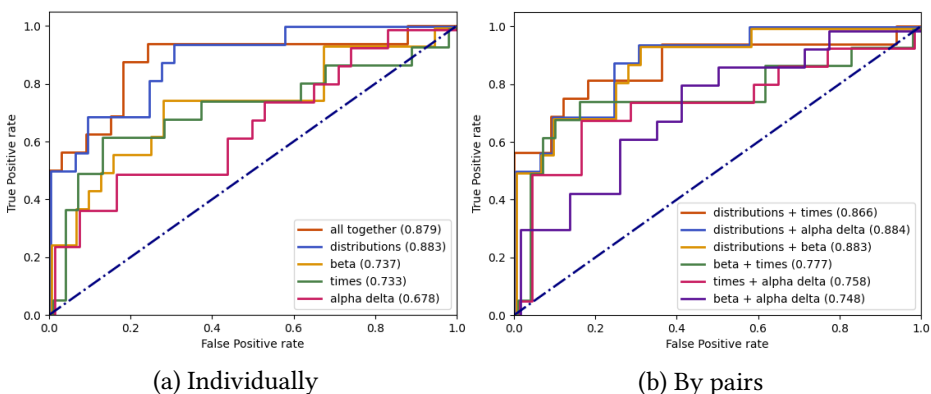 1.0
0.8
0.6
0.4
0.2
0.0
True Positive rate
0.0 0.2 0.4 0.6 0.8 1.0
False Positive rate
all together (0.879)
distributions (0.883)
beta (0.737)
times (0.733)
alpha delta (0.678)
(a) Individually
1.0
0.8
0.6
0.4
0.2
0.0
True Positive rate
0.0 0.2 0.4 0.6 0.8 1.0
False Positive rate
distributions + times (0.866)
distributions + alpha delta (0.884)
distributions + beta (0.883)
beta + times (0.777)
times + alpha delta (0.758)
beta + alpha delta (0.748)
(b) By pairs